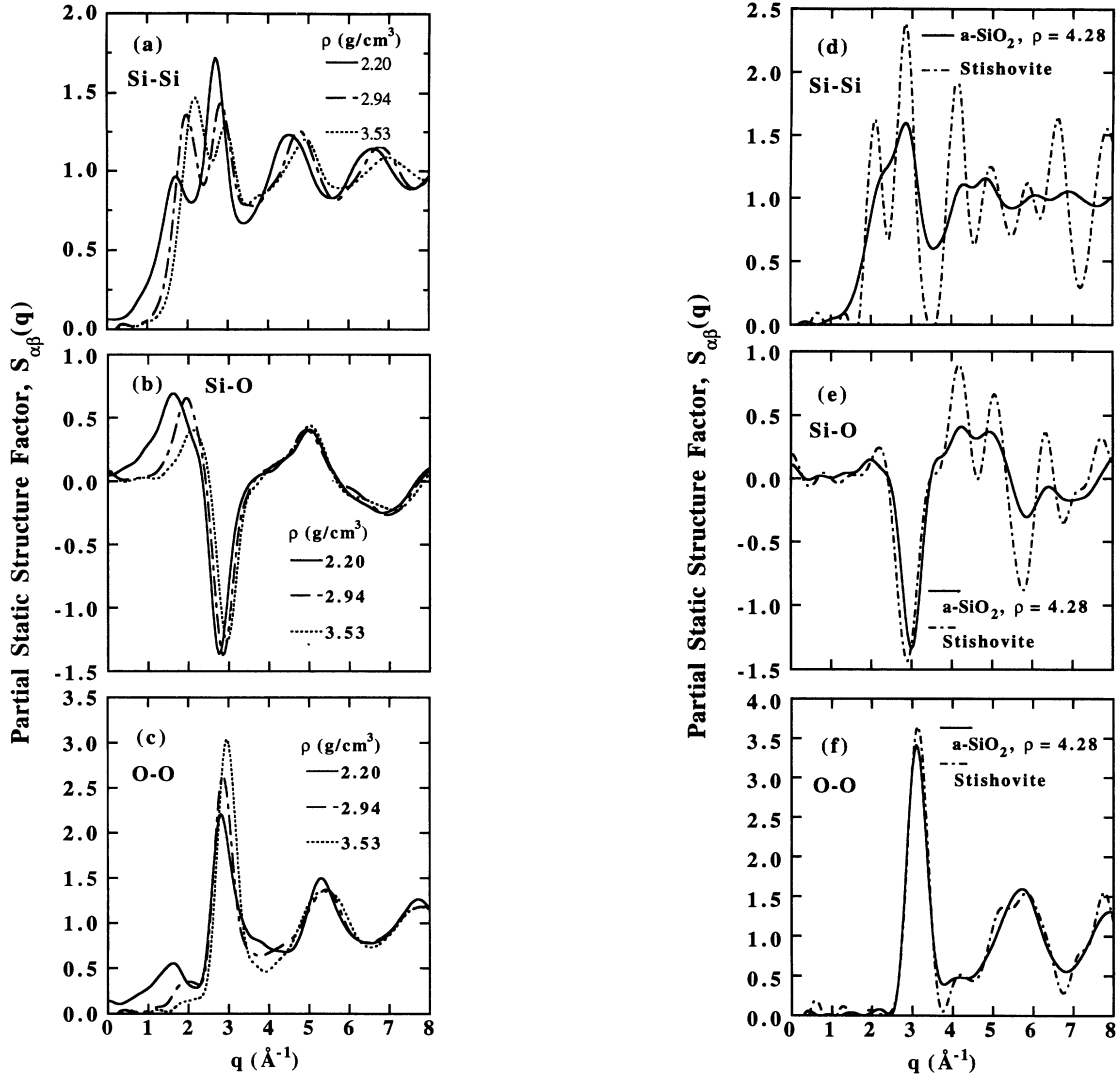 Partial Static Structure Factor, Sαβ(q)
2.0
1.5
1.0
0.5
0.0
(a)
Si-Si
ρ (g/cm³)
2.20
2.94
3.53
1.0
0.5
0.0
-0.5
-1.0
-1.5
(b)
Si-O
ρ (g/cm³)
2.20
2.94
3.53
3.5
3.0
2.5
2.0
1.5
1.0
0.5
0.0
(c)
O-O
ρ (g/cm³)
2.20
2.94
3.53
0 1 2 3 4 5 6 7 8
q (Å⁻¹)
Partial Static Structure Factor, Sαβ(q)
2.5
2.0
1.5
1.0
0.5
0.0
(d)
Si-Si
a-SiO₂, ρ = 4.28
Stishovite
1.0
0.5
0.0
-0.5
-1.0
-1.5
(e)
Si-O
a-SiO₂, ρ = 4.28
Stishovite
4.0
3.5
3.0
2.5
2.0
1.5
1.0
0.5
0.0
(f)
O-O
a-SiO₂, ρ = 4.28
Stishovite
0 1 2 3 4 5 6 7 8
q (Å⁻¹)